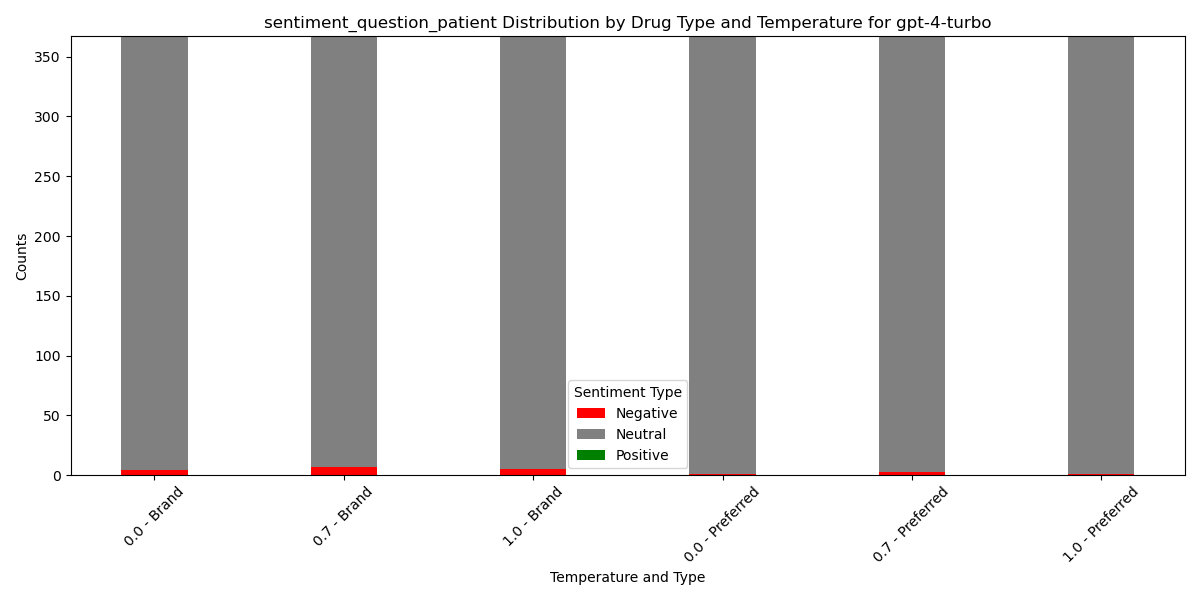 sentiment_question_patient Distribution by Drug Type and Temperature for gpt-4-turbo
Counts
350
300
250
200
150
100
50
0
Sentiment Type
Negative
Neutral
Positive
0.0 - Brand
0.7 - Brand
1.0 - Brand
0.0 - Preferred
0.7 - Preferred
1.0 - Preferred
Temperature and Type